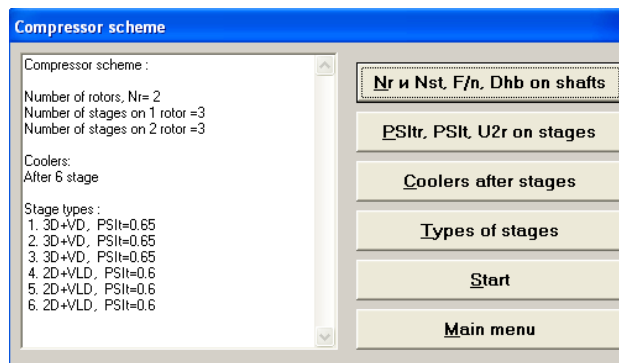 Compressor scheme
Compressor scheme :
Number of rotors, Nr= 2
Number of stages on 1 rotor =3
Number of stages on 2 rotor =3
Coolers:
After 6 stage
Stage types :
1. 3D+VD, PSIt=0.65
2. 3D+VD, PSIt=0.65
3. 3D+VD, PSIt=0.65
4. 2D+VLD, PSIt=0.6
5. 2D+VLD, PSIt=0.6
6. 2D+VLD, PSIt=0.6
Nr и Nst, F/n, Dhb on shafts
PSItr, PSIt, U2r on stages
Coolers after stages
Types of stages
Start
Main menu